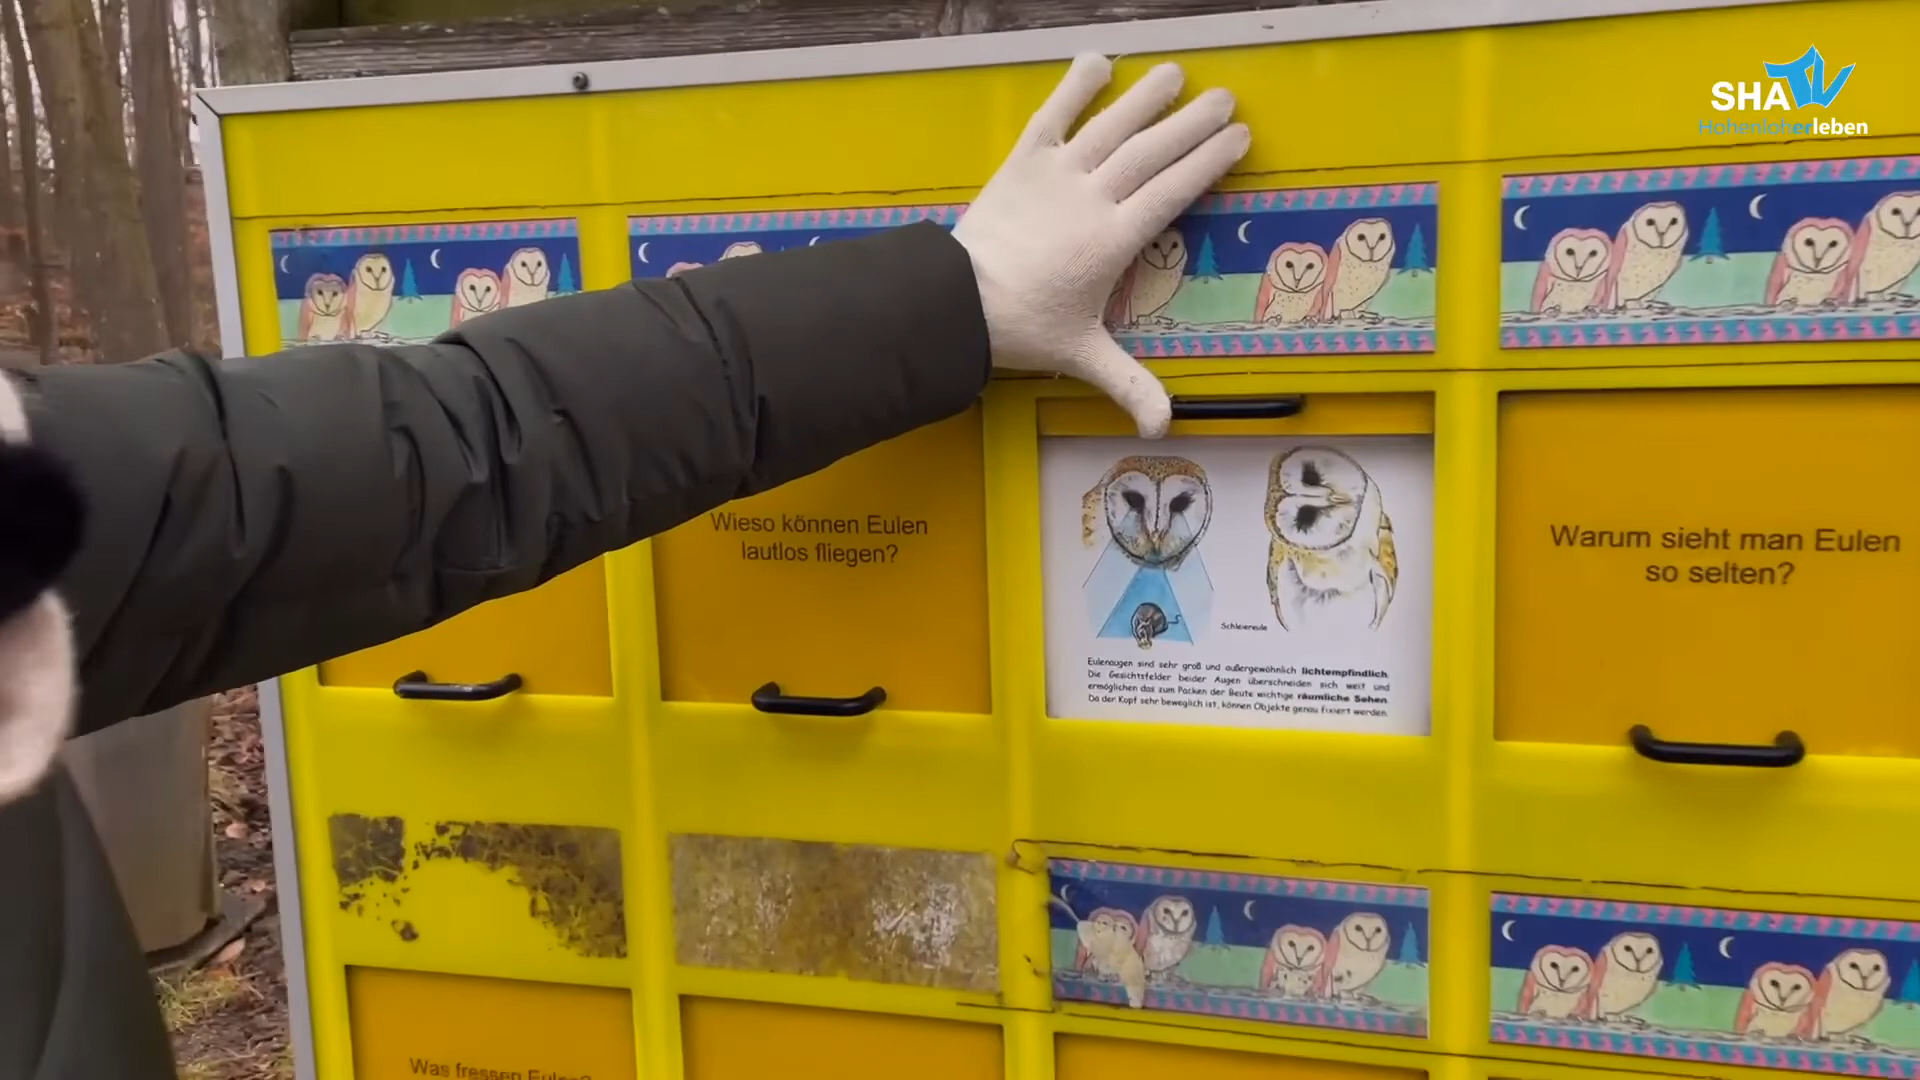 SHATV
Hohenloherleben
Wieso können Eulen
lautlos fliegen?
Schleiereule
Eulenaugen sind sehr groß und außergewöhnlich lichtempfindlich.
Die Gesichtsfelder beider Augen überschneiden sich weit und
ermöglichen das zum Packen der Beute wichtige räumliche Sehen.
Da der Kopf sehr beweglich ist, können Objekte genau fixiert werden.
Warum sieht man Eulen
so selten?
Was fressen Eulen?